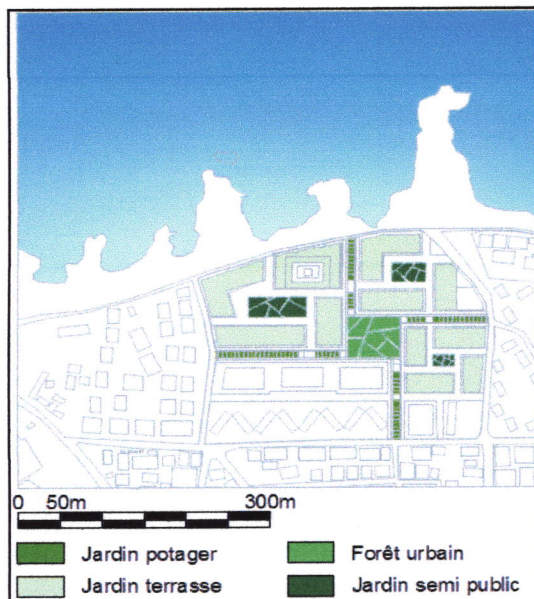 0 50m 300m
Jardin potager Forêt urbain
Jardin terrasse Jardin semi public